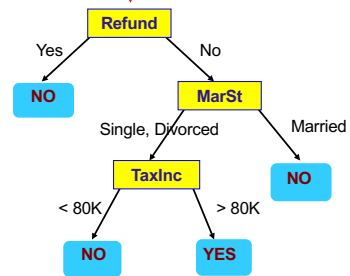 Refund
Yes No
NO MarSt
Single, Divorced Married
TaxInc NO
< 80K > 80K
NO YES